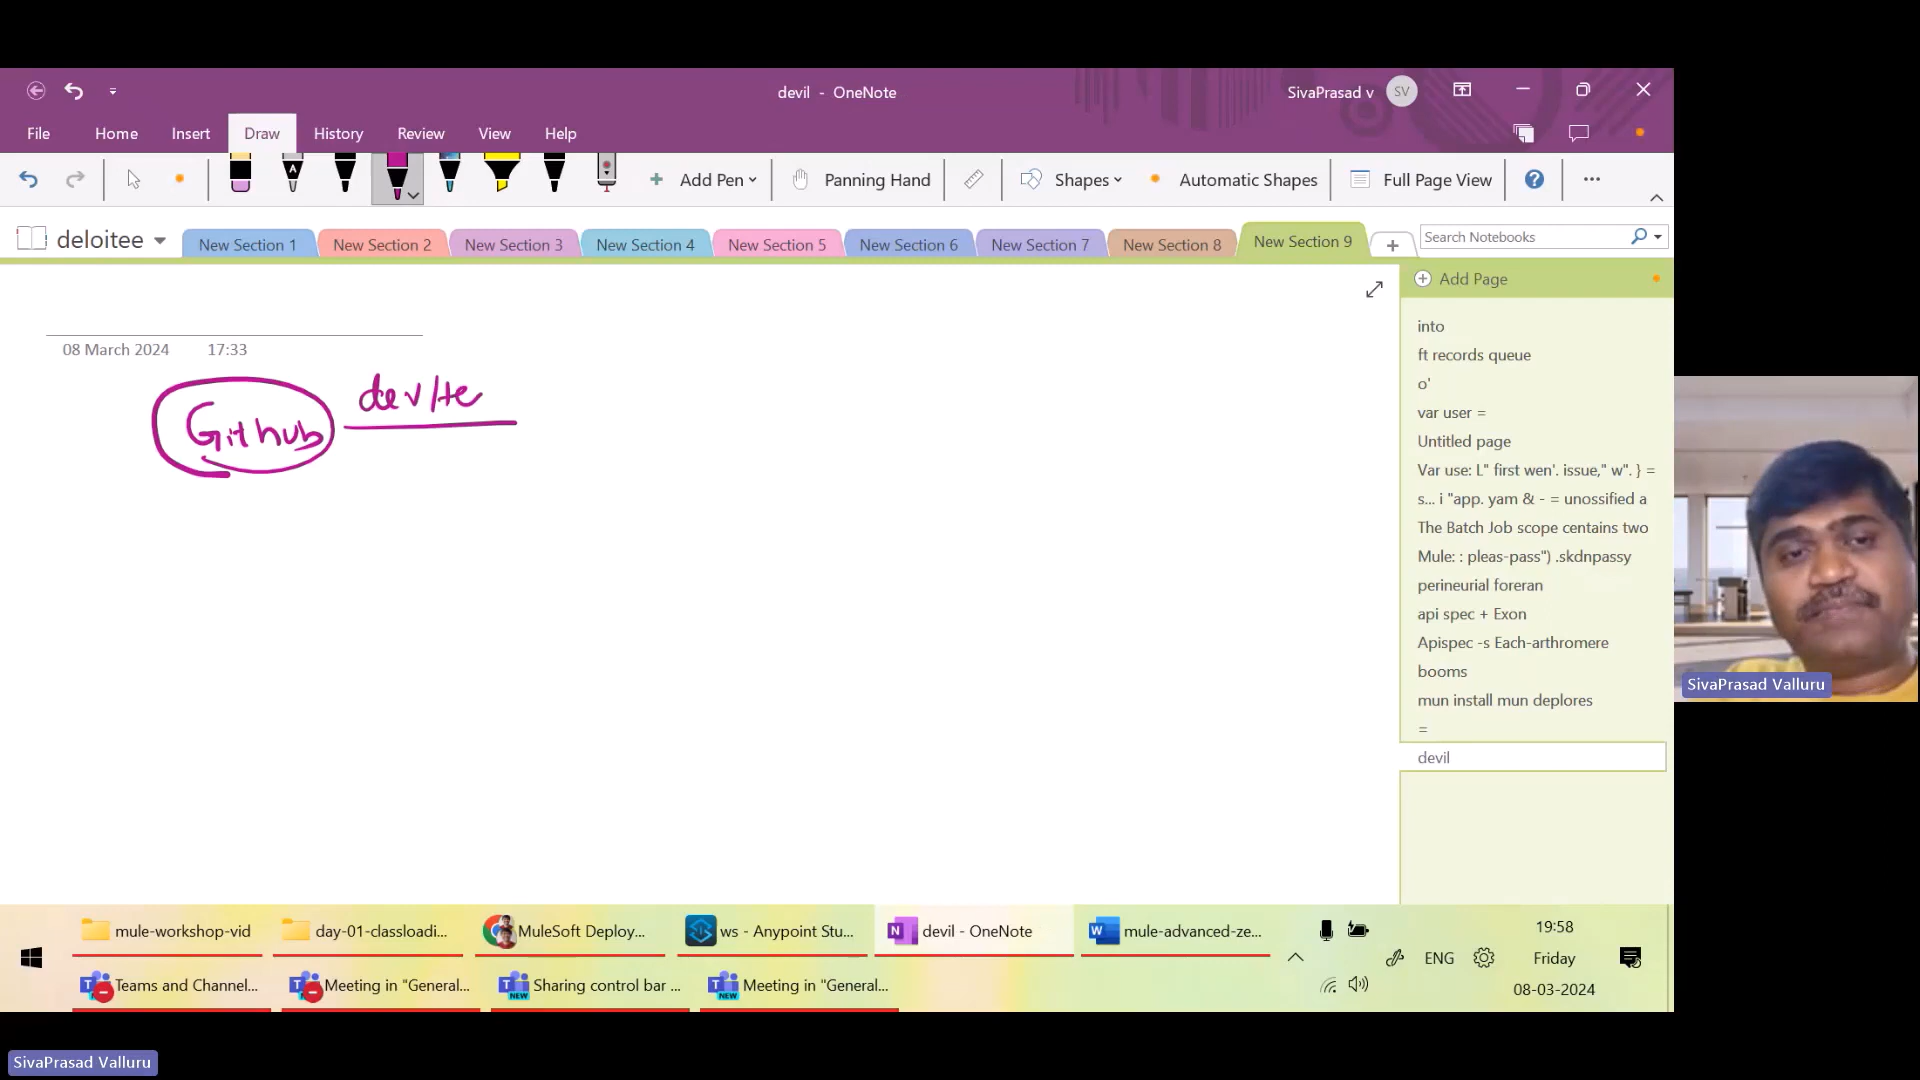 devil - OneNote
SivaPrasad v
SV
File
Home
Insert
Draw
History
Review
View
Help
A
Add Pen
Panning Hand
Shapes
Automatic Shapes
Full Page View
?
deloitee
New Section 1
New Section 2
New Section 3
New Section 4
New Section 5
New Section 6
New Section 7
New Section 8
New Section 9
Search Notebooks
Add Page
into
ft records queue
o'
var user =
Untitled page
Var use: L" first wen'. issue," w". } =
s... i "app. yam & - = unossified a
The Batch Job scope centains two
Mule: : pleas-pass") .skdnpassy
perineurial foreran
api spec + Exon
Apispec -s Each-arthromere
booms
mun install mun deplores
=
devil
08 March 2024 17:33
dev/te
Github
SivaPrasad Valluru
mule-workshop-vid
day-01-classloadi...
MuleSoft Deploy...
ws - Anypoint Stu...
devil - OneNote
mule-advanced-ze...
Teams and Channel...
Meeting in "General...
Sharing control bar ...
Meeting in "General...
ENG
19:58
Friday
08-03-2024
SivaPrasad Valluru